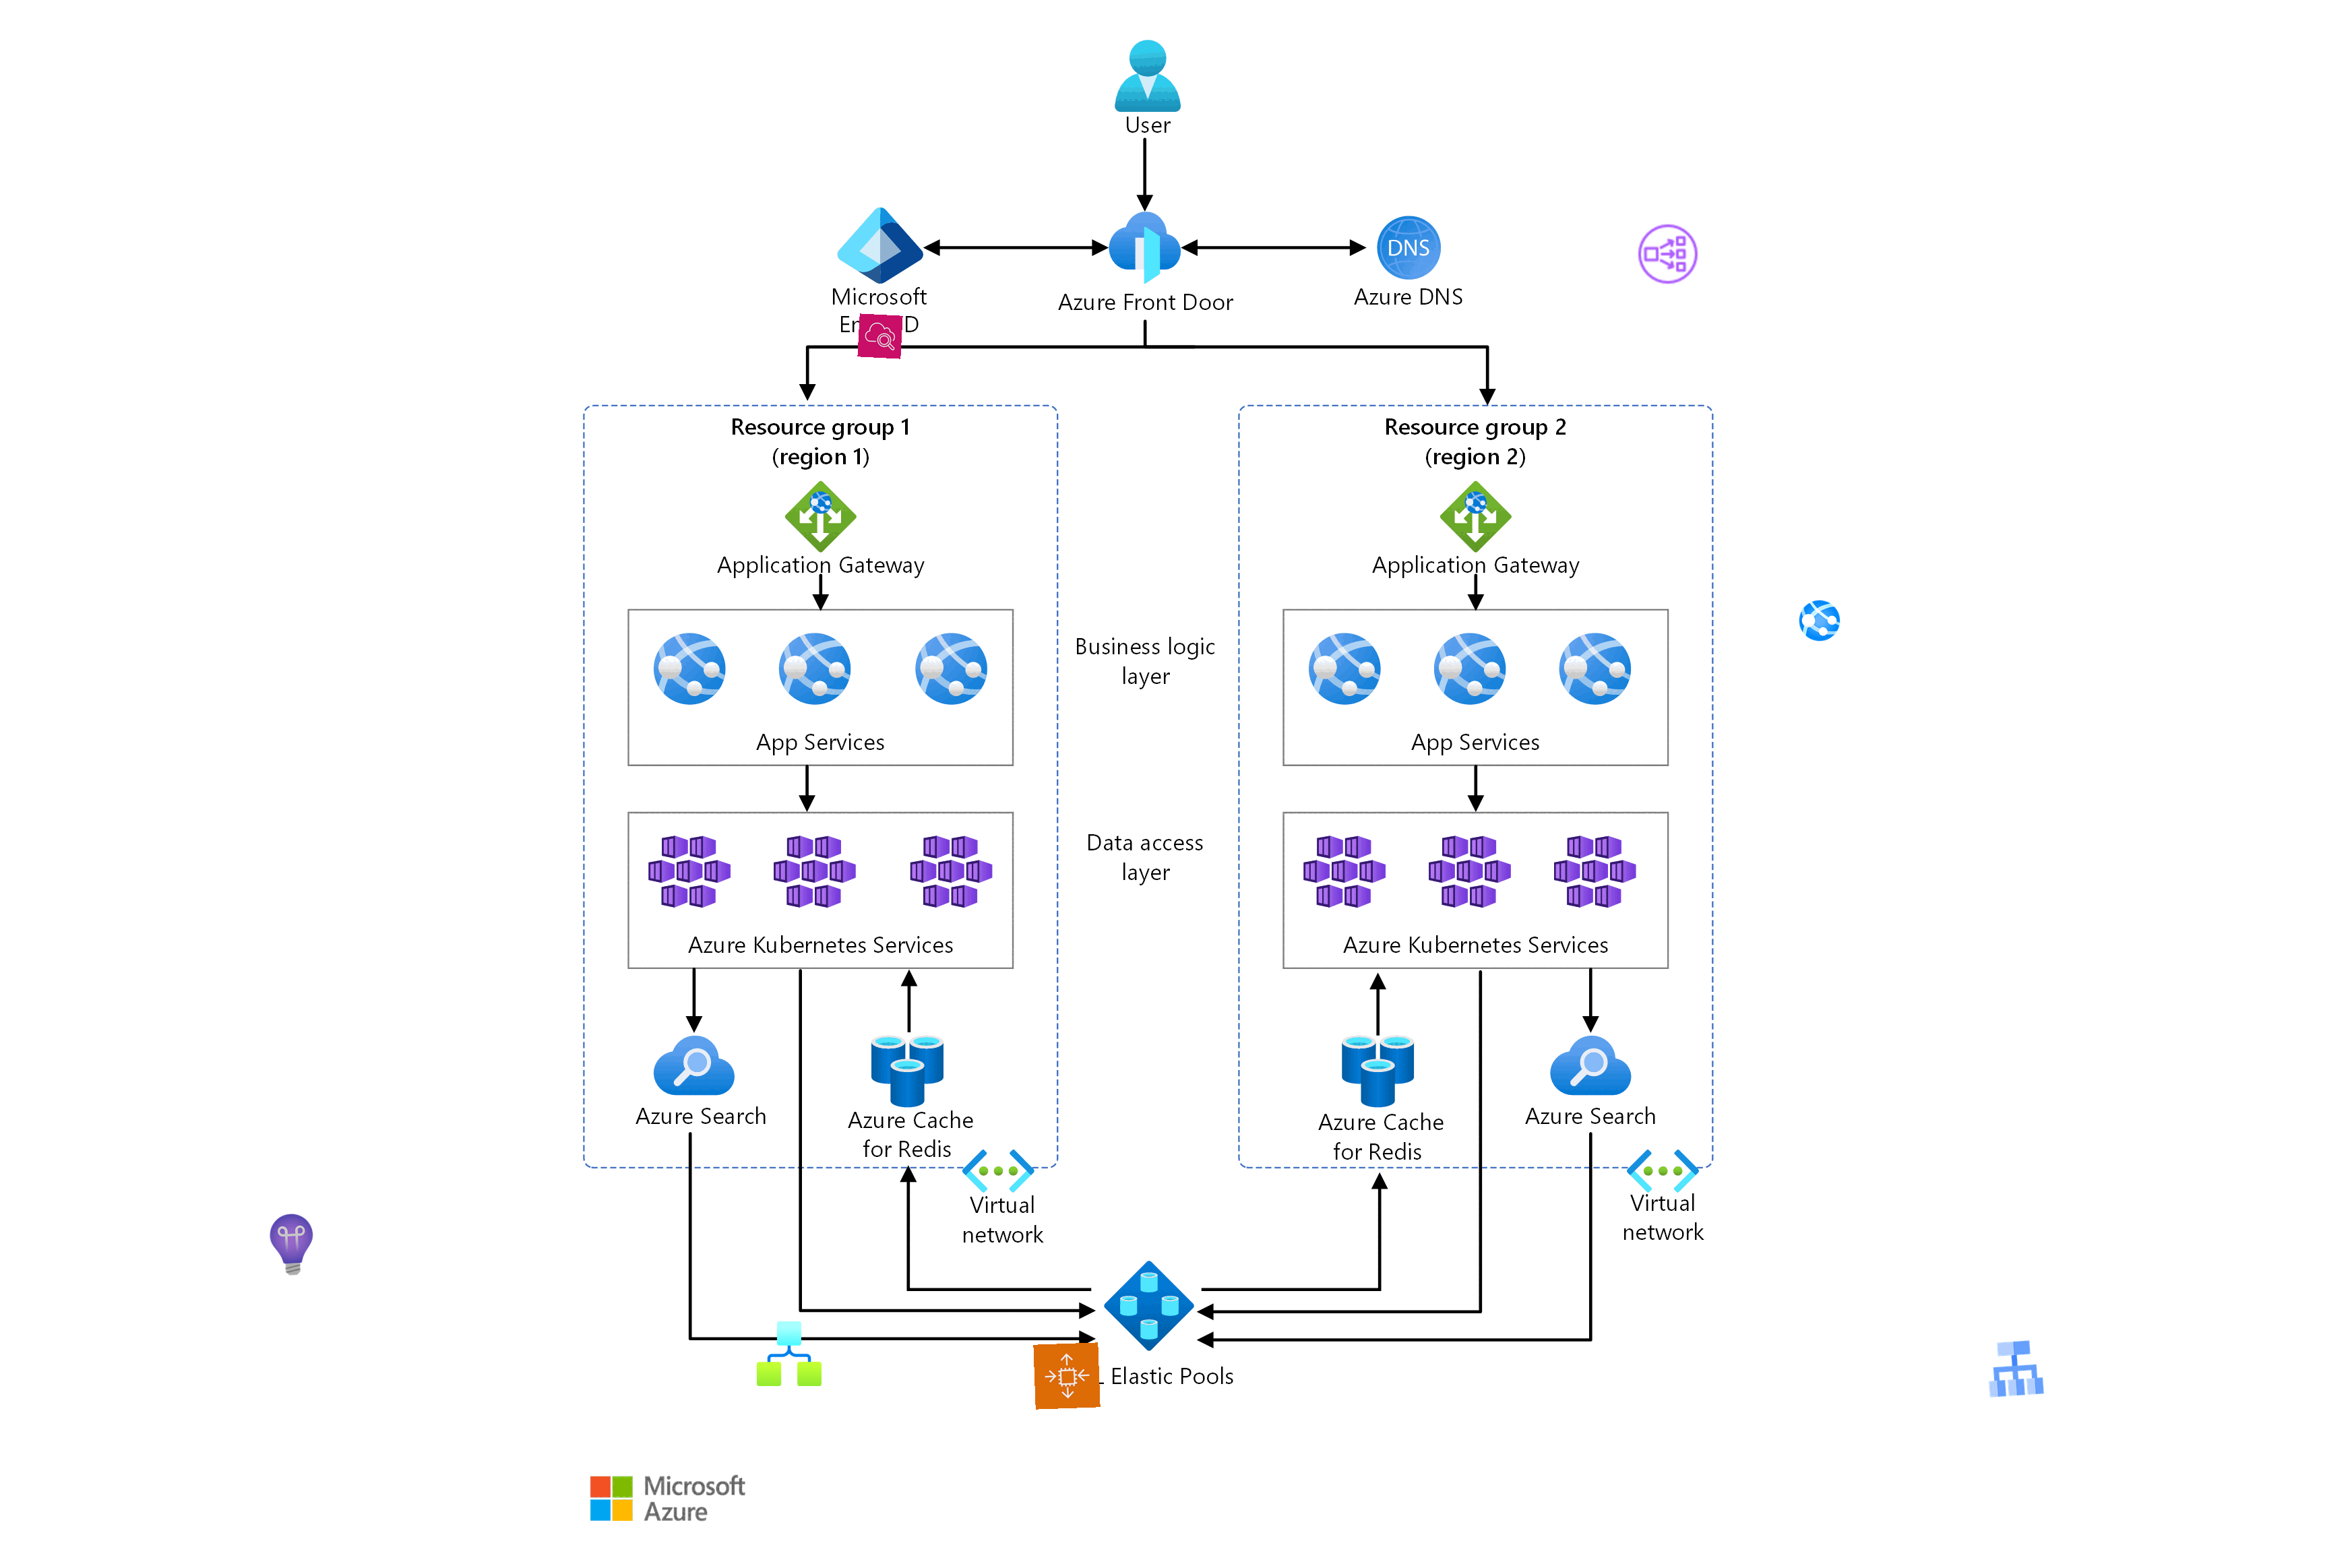 User
DNS
Microsoft
Azure Front Door
Azure DNS
Resource group 1
(region 1)
Resource group 2
(region 2)
Application Gateway
Application Gateway
Business logic
layer
App Services
App Services
Data access
layer
Azure Kubernetes Services
Azure Kubernetes Services
Azure Search
Azure Cache
for Redis
Azure Cache
for Redis
Azure Search
Virtual
network
Virtual
network
Elastic Pools
Microsoft
Azure